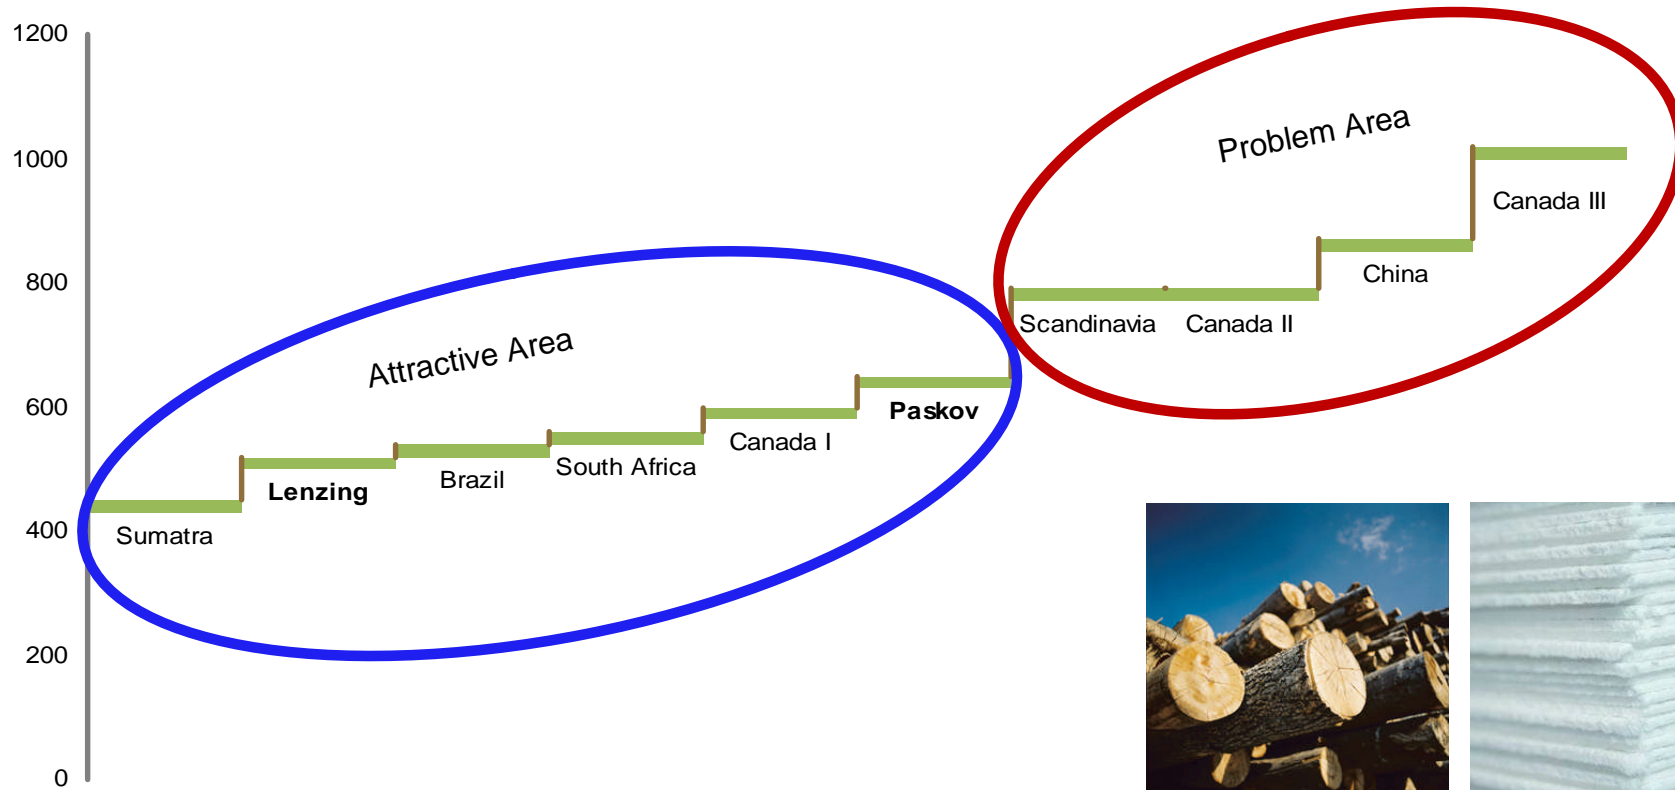 1200
1000
800
600
400
200
0
Attractive Area
Problem Area
Sumatra
Lenzing
Brazil
South Africa
Canada I
Paskov
Scandinavia
Canada II
China
Canada III